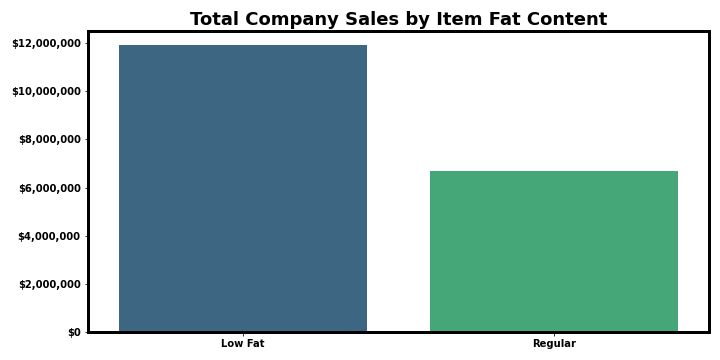 Total Company Sales by Item Fat Content
$12,000,000
$10,000,000
$8,000,000
$6,000,000
$4,000,000
$2,000,000
$0
Low Fat
Regular